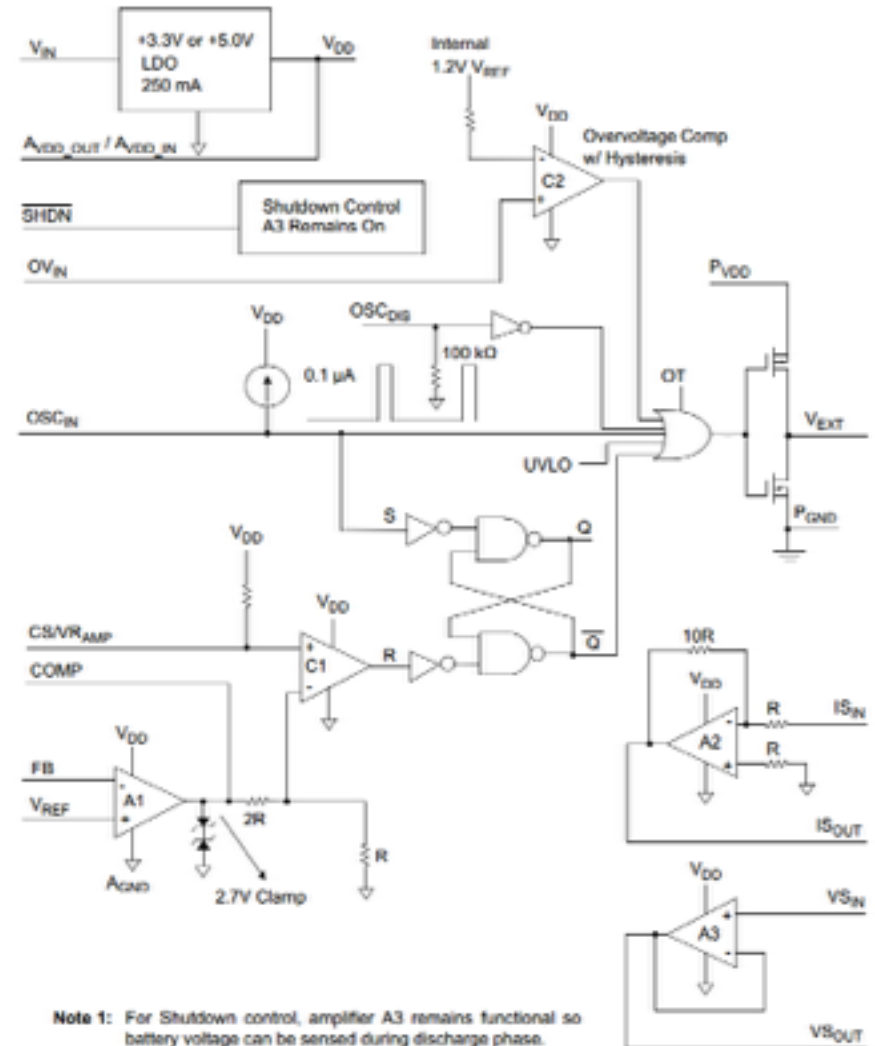 VIN
+3.3V or +5.0V
LDO
250 mA
VDD
Internal
1.2V VREF
VDD
Overvoltage Comp
w/ Hysteresis
-
C2
+
AVDD_OUT / AVDD_IN
SHDN
Shutdown Control
A3 Remains On
OVIN
PVDD
VDD
OSCDIS
0.1 µA
100 kΩ
OT
OSCIN
VEXT
UVLO
PGND
S
Q
VDD
VDD
Q
CS/VRAMP
+
C1
-
R
COMP
10R
VDD
VDD
R
ISIN
-
A2
+
R
FB
-
A1
+
VREF
2R
R
ISOUT
AGND
2.7V Clamp
VDD
VSIN
+
A3
-
Note 1: For Shutdown control, amplifier A3 remains functional so
battery voltage can be sensed during discharge phase.
VSOUT